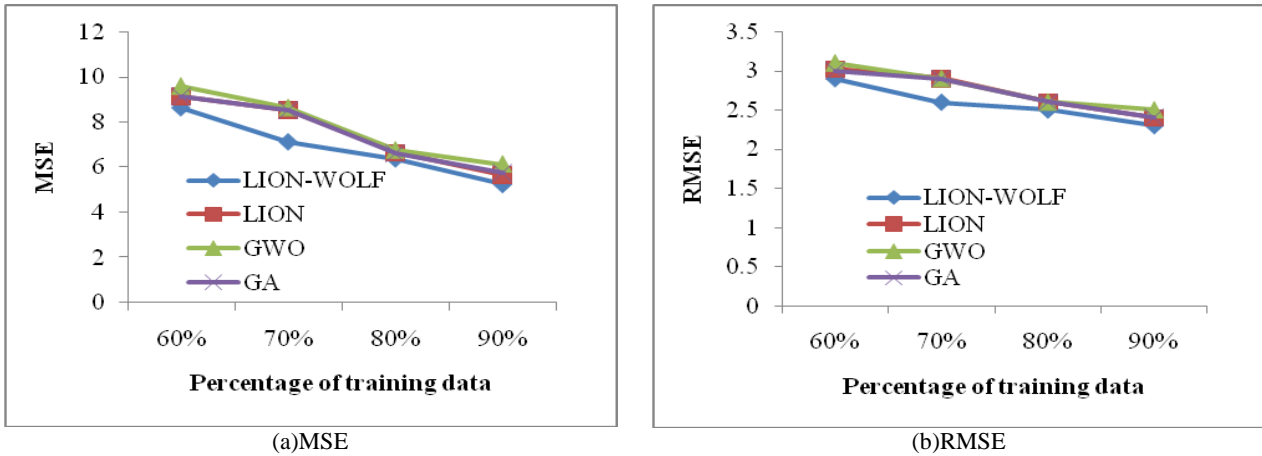 12
10
8
6
4
2
0
MSE
LION-WOLF
LION
GWO
GA
60% 70% 80% 90%
Percentage of training data
(a)MSE
3.5
3
2.5
2
1.5
1
0.5
0
RMSE
LION-WOLF
LION
GWO
GA
60% 70% 80% 90%
Percentage of training data
(b)RMSE